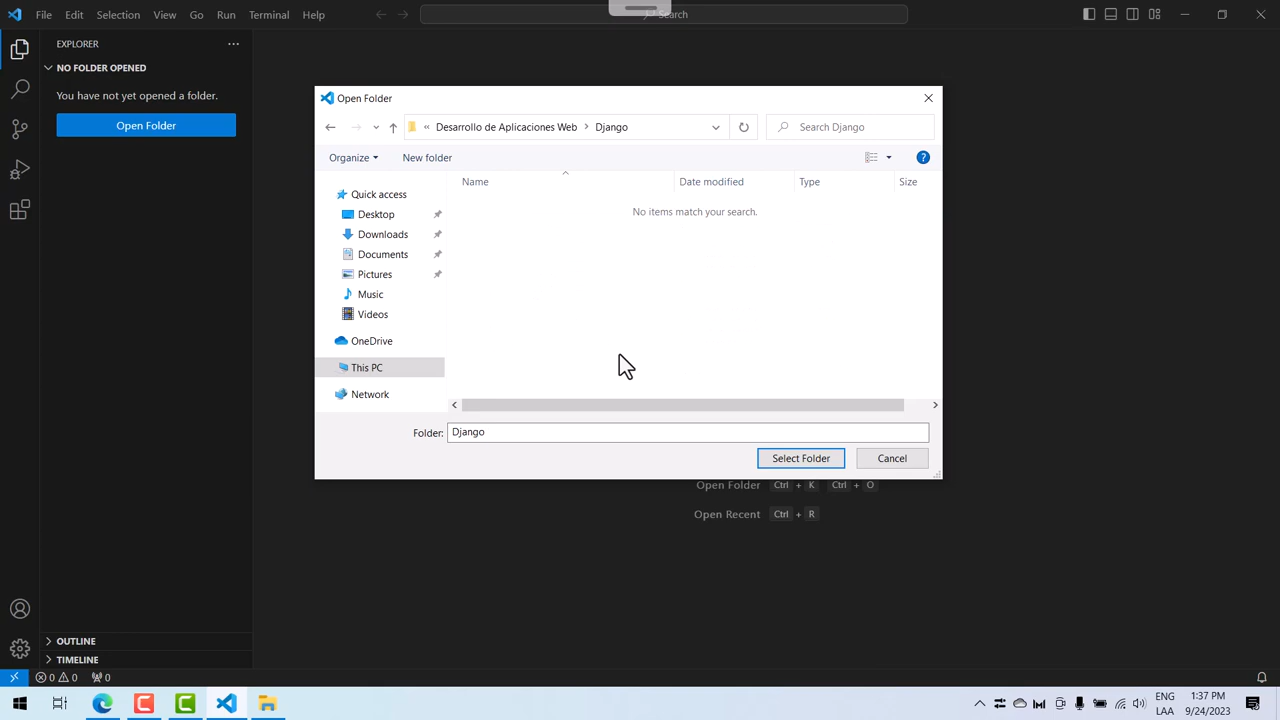 File Edit Selection View Go Run Terminal Help
Search
EXPLORER
NO FOLDER OPENED
You have not yet opened a folder.
Open Folder
Open Folder
Desarrollo de Aplicaciones Web
Django
Search Django
Organize
New folder
Name
Date modified
Type
Size
No items match your search.
Quick access
Desktop
Downloads
Documents
Pictures
Music
Videos
OneDrive
This PC
Network
Folder: Django
Select Folder
Cancel
Open Folder Ctrl + K Ctrl + O
Open Recent Ctrl + R
OUTLINE
TIMELINE
0 0 0
ENG
LAA
1:37 PM
9/24/2023